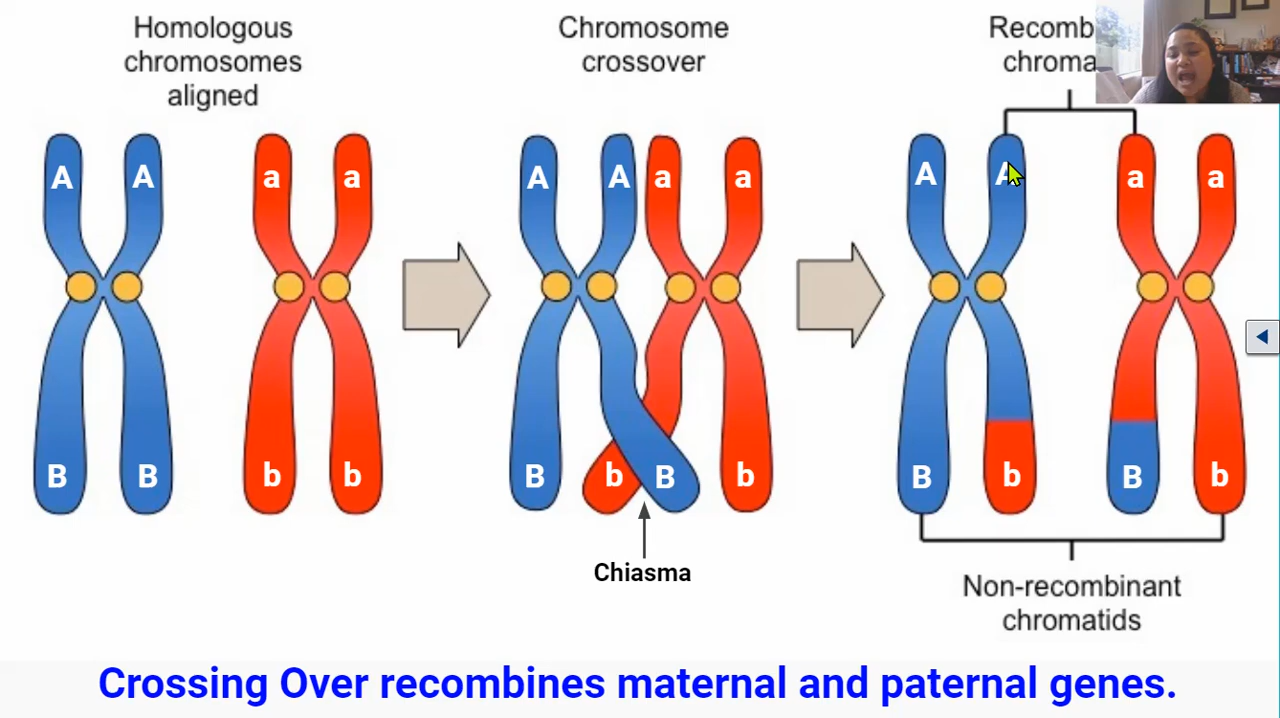 Homologous
chromosomes
aligned
Chromosome
crossover
A A a a
A A a a
A A a a
B B b b
B b B b
B b B b
Chiasma
Non-recombinant
chromatids
Crossing Over recombines maternal and paternal genes.